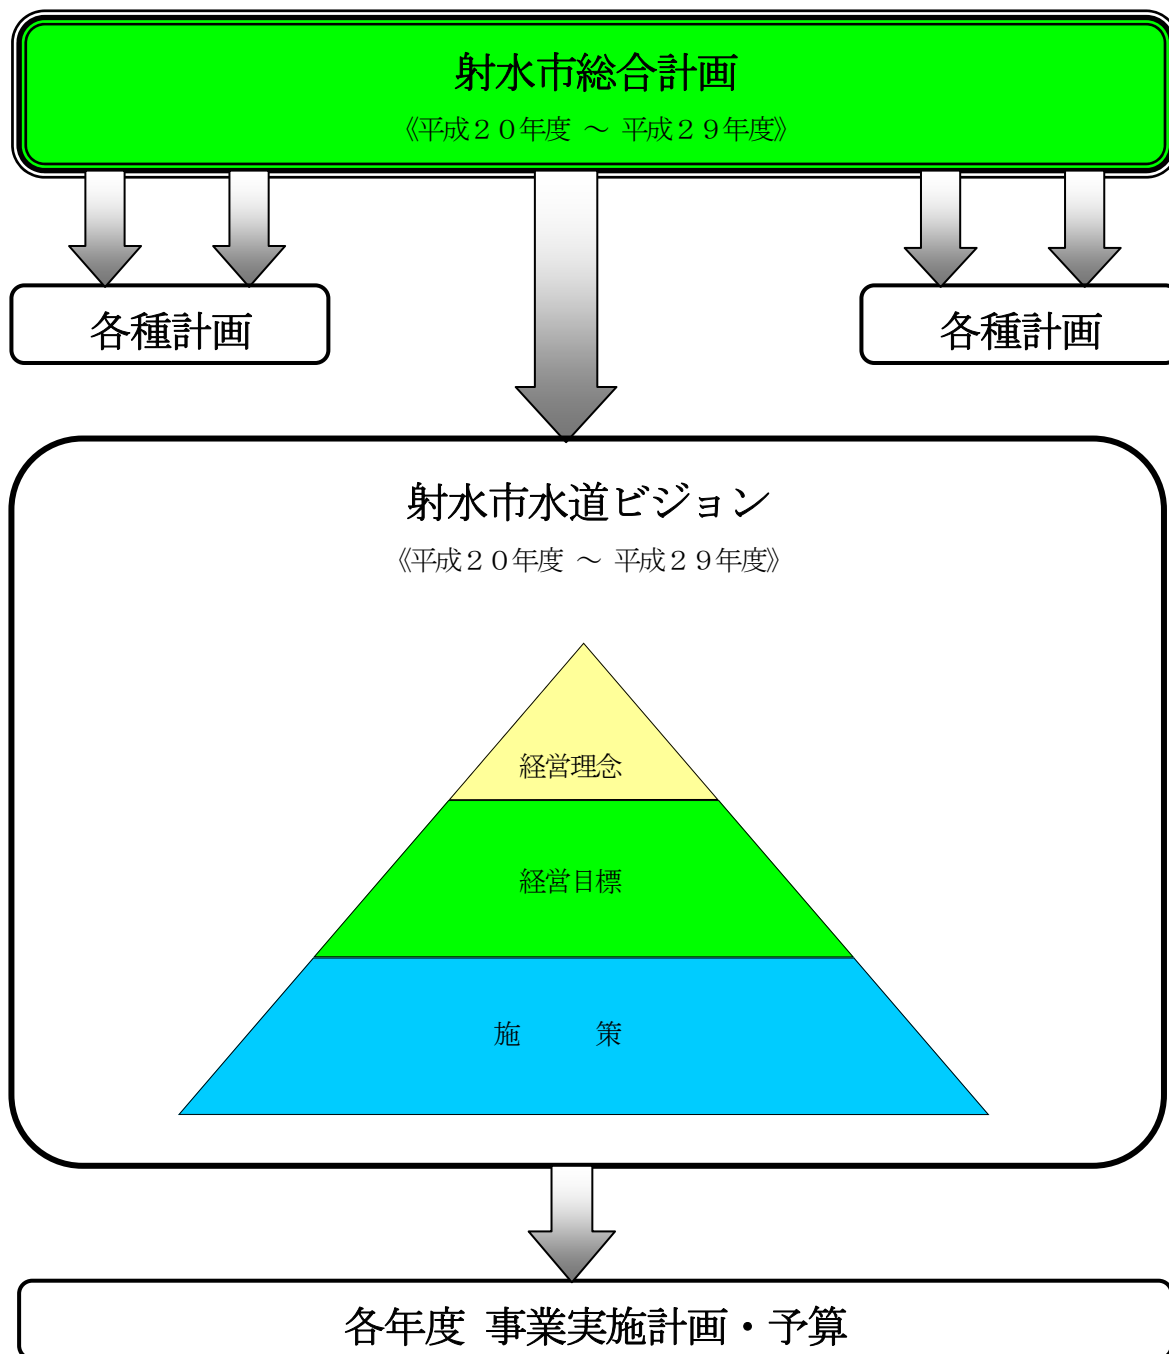 射水市総合計画
《平成２０年度 ～ 平成２９年度》
各種計画
各種計画
射水市水道ビジョン
《平成２０年度 ～ 平成２９年度》
経営理念
経営目標
施　　　策
各年度 事業実施計画・予算